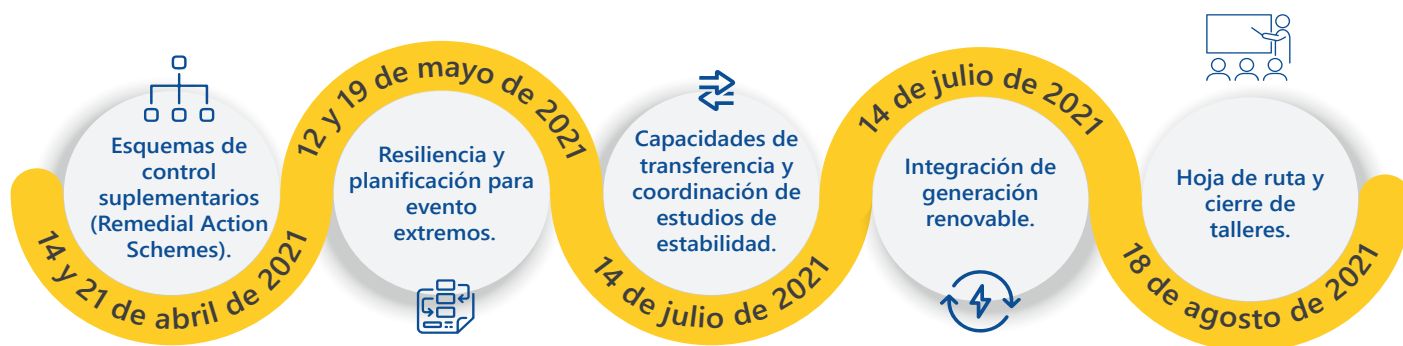 14 y 21 de abril de 2021
Esquemas de
control
suplementarios
(Remedial Action
Schemes).
12 y 19 de mayo de 2021
Resiliencia y
planificación para
evento
extremos.
14 de julio de 2021
Capacidades de
transferencia y
coordinación de
estudios de
estabilidad.
14 de julio de 2021
Integración de
generación
renovable.
18 de agosto de 2021
Hoja de ruta y
cierre de
talleres.